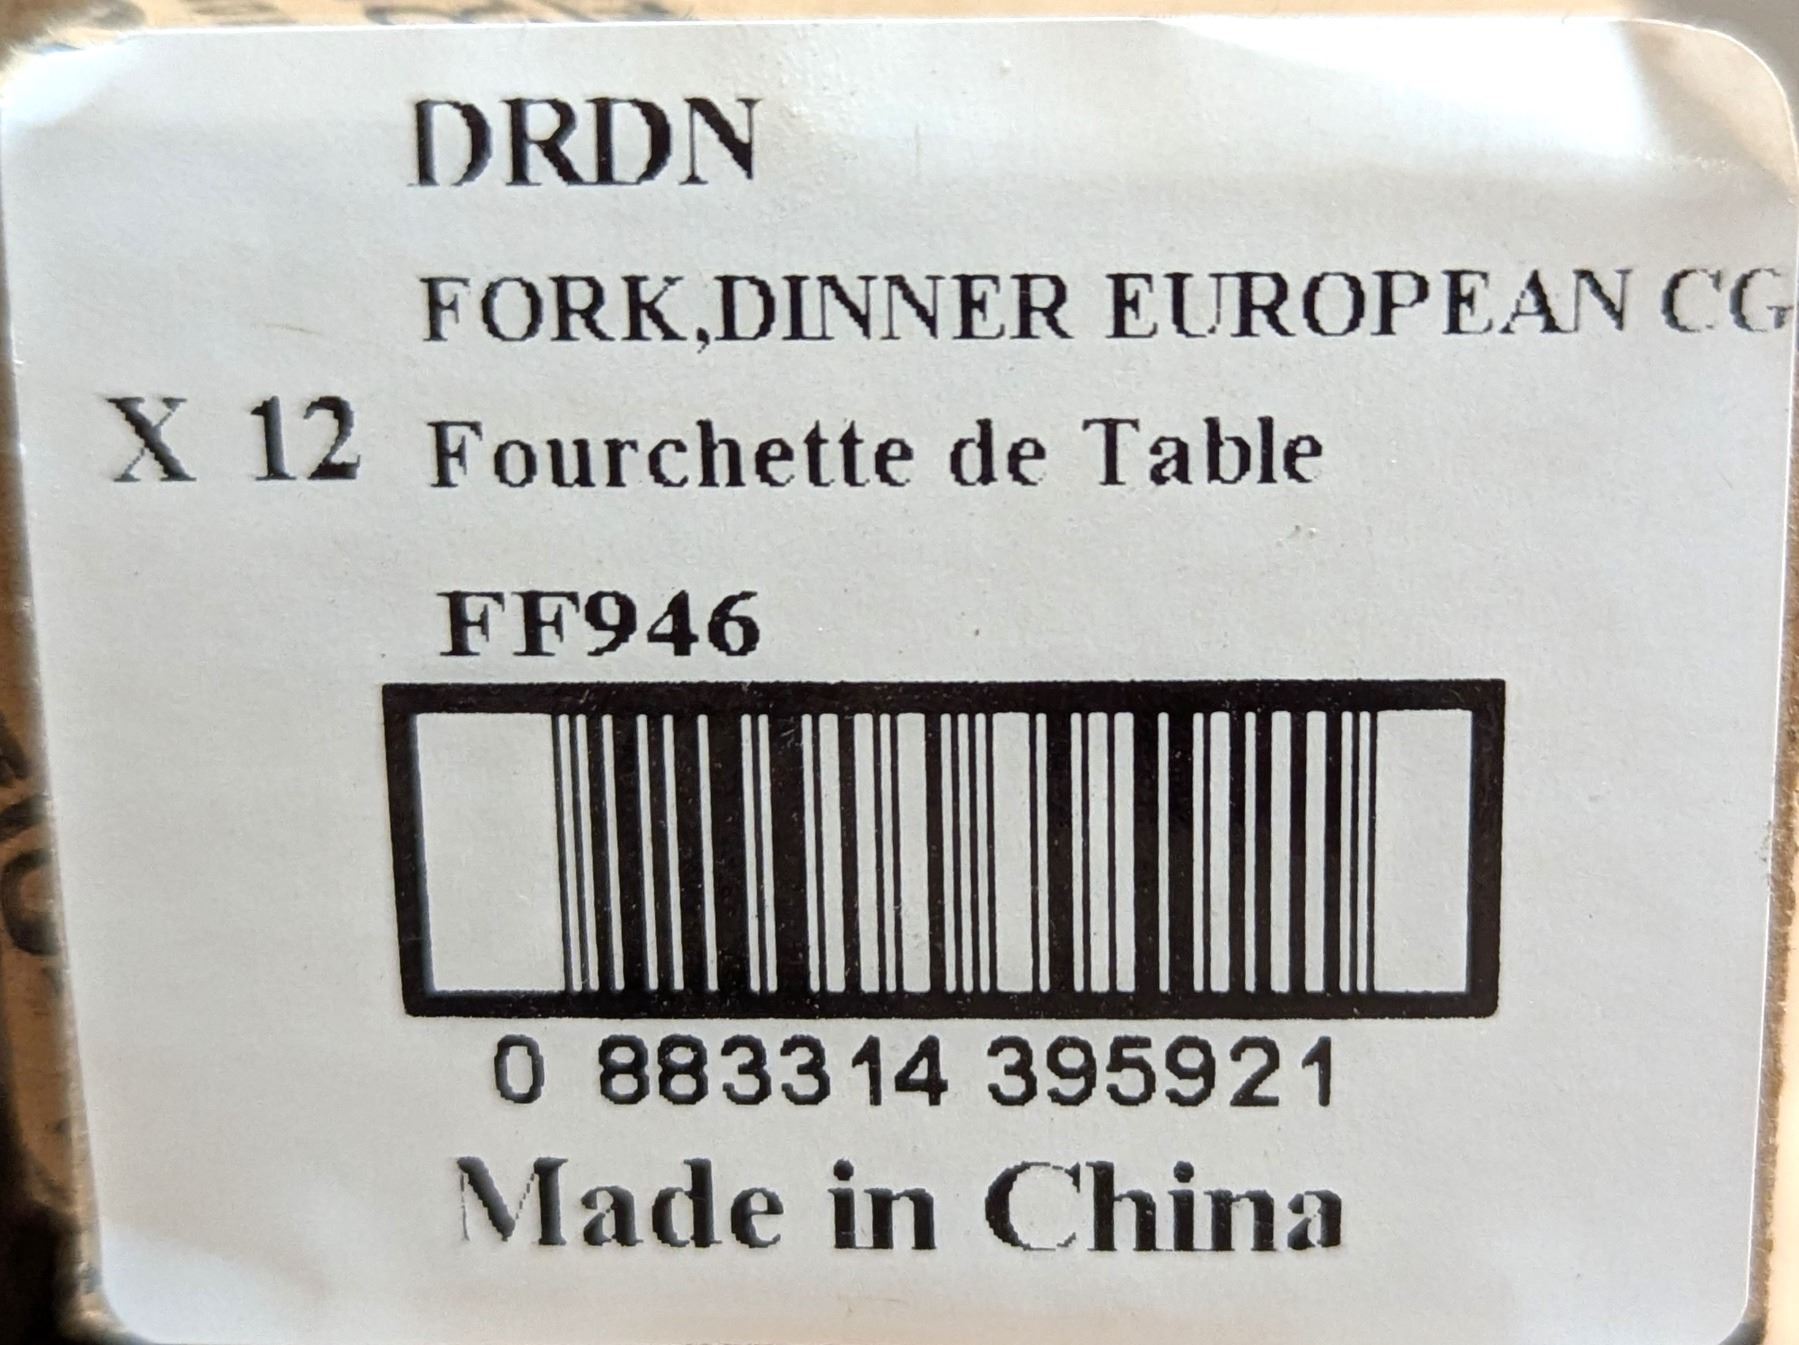 DRDN
FORK,DINNER EUROPEAN CG
X 12 Fourchette de Table
FF946
0 883314 395921
Made in China